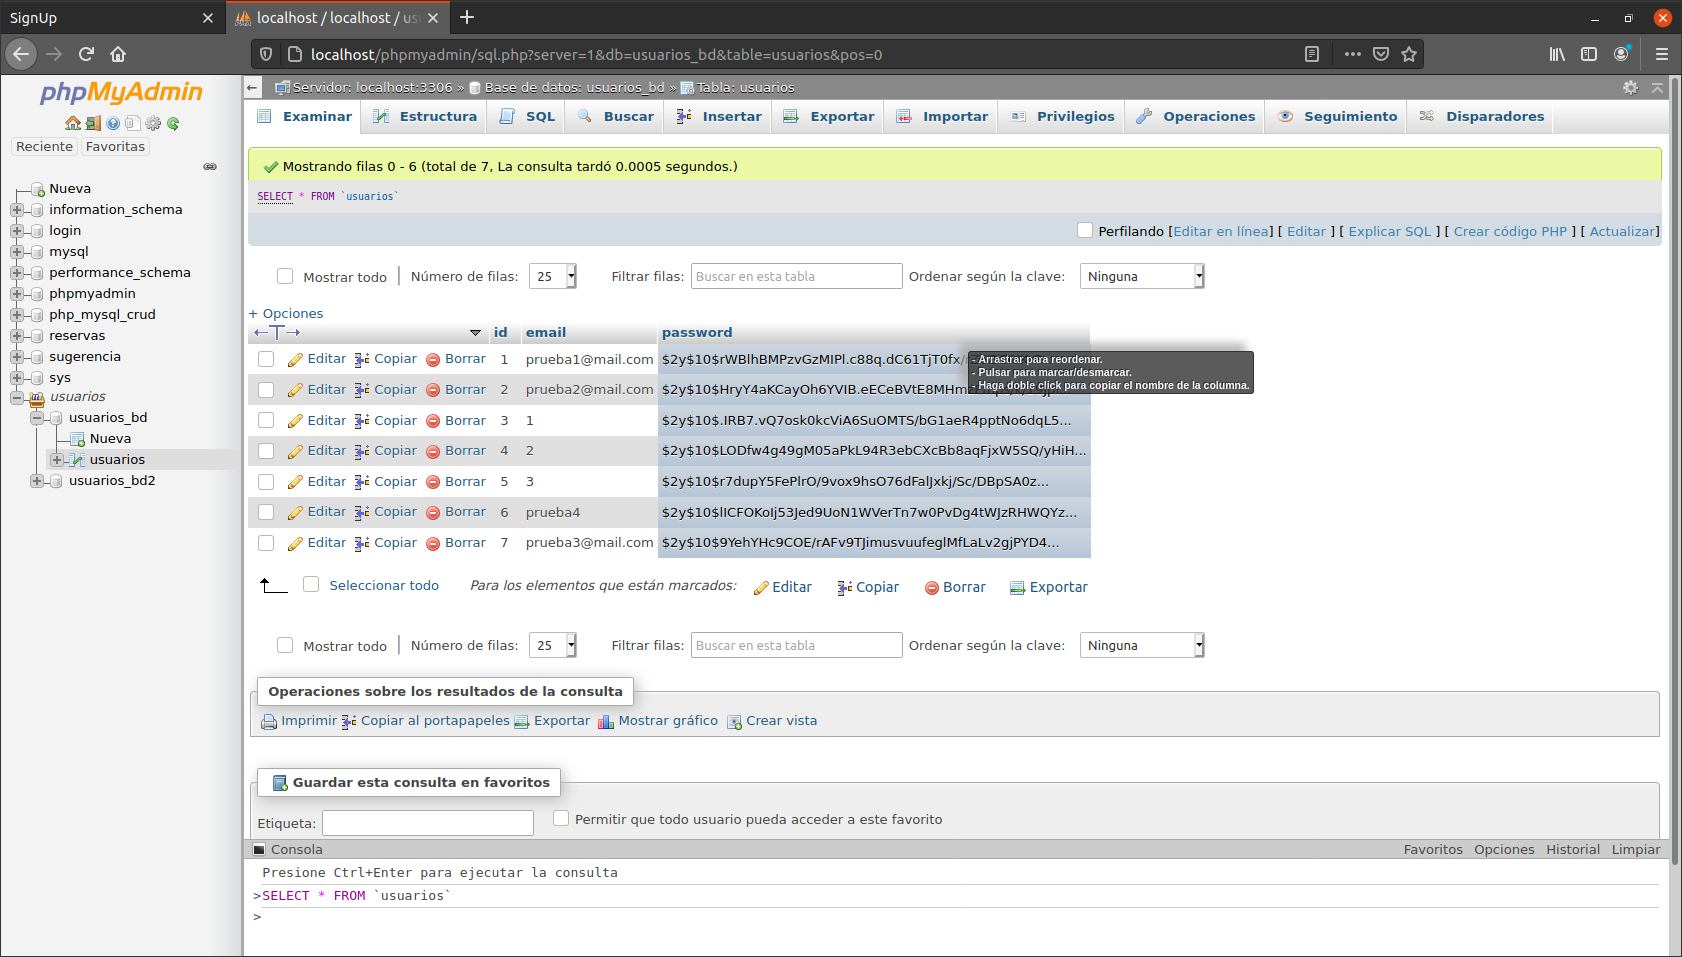 SignUp
localhost / localhost / us
localhost/phpmyadmin/sql.php?server=1&db=usuarios_bd&table=usuarios&pos=0
phpMyAdmin
Reciente Favoritas
Nueva
information_schema
login
mysql
performance_schema
phpmyadmin
php_mysql_crud
reservas
sugerencia
sys
usuarios
usuarios_bd
Nueva
usuarios
usuarios_bd2
Servidor: localhost:3306 » Base de datos: usuarios_bd » Tabla: usuarios
Examinar Estructura SQL Buscar Insertar Exportar Importar Privilegios Operaciones Seguimiento Disparadores
Mostrando filas 0 - 6 (total de 7, La consulta tardó 0.0005 segundos.)
SELECT * FROM `usuarios`
Perfilando [Editar en línea] [ Editar ] [ Explicar SQL ] [ Crear código PHP ] [ Actualizar]
Mostrar todo | Número de filas: 25 Filtrar filas: Buscar en esta tabla Ordenar según la clave: Ninguna
+ Opciones
←T→ id email password
Editar Copiar Borrar 1 prueba1@mail.com $2y$10$rWBlhBMPzvGzMIPl.c88q.dC61TjT0fx/
- Arrastrar para reordenar.
- Pulsar para marcar/desmarcar.
- Haga doble click para copiar el nombre de la columna.
Editar Copiar Borrar 2 prueba2@mail.com $2y$10$HryY4aKCayOh6YVIB.eECeBVtE8MHm
Editar Copiar Borrar 3 1 $2y$10$.IRB7.vQ7osk0kcViA6SuOMTS/bG1aeR4pptNo6dqL5...
Editar Copiar Borrar 4 2 $2y$10$LODfw4g49gM05aPkL94R3ebCXcBb8aqFjxW5SQ/yHiH...
Editar Copiar Borrar 5 3 $2y$10$r7dupY5FePlrO/9vox9hsO76dFalJxkj/Sc/DBpSA0z...
Editar Copiar Borrar 6 prueba4 $2y$10$lICFOKoIj53Jed9UoN1WVerTn7w0PvDg4tWJzRHWQYz...
Editar Copiar Borrar 7 prueba3@mail.com $2y$10$9YehYHc9COE/rAFv9TJimusvuufeglMfLaLv2gjPYD4...
Seleccionar todo Para los elementos que están marcados: Editar Copiar Borrar Exportar
Mostrar todo | Número de filas: 25 Filtrar filas: Buscar en esta tabla Ordenar según la clave: Ninguna
Operaciones sobre los resultados de la consulta
Imprimir Copiar al portapapeles Exportar Mostrar gráfico Crear vista
Guardar esta consulta en favoritos
Etiqueta: Permitir que todo usuario pueda acceder a este favorito
Consola Favoritos Opciones Historial Limpiar
Presione Ctrl+Enter para ejecutar la consulta
>SELECT * FROM `usuarios`
>